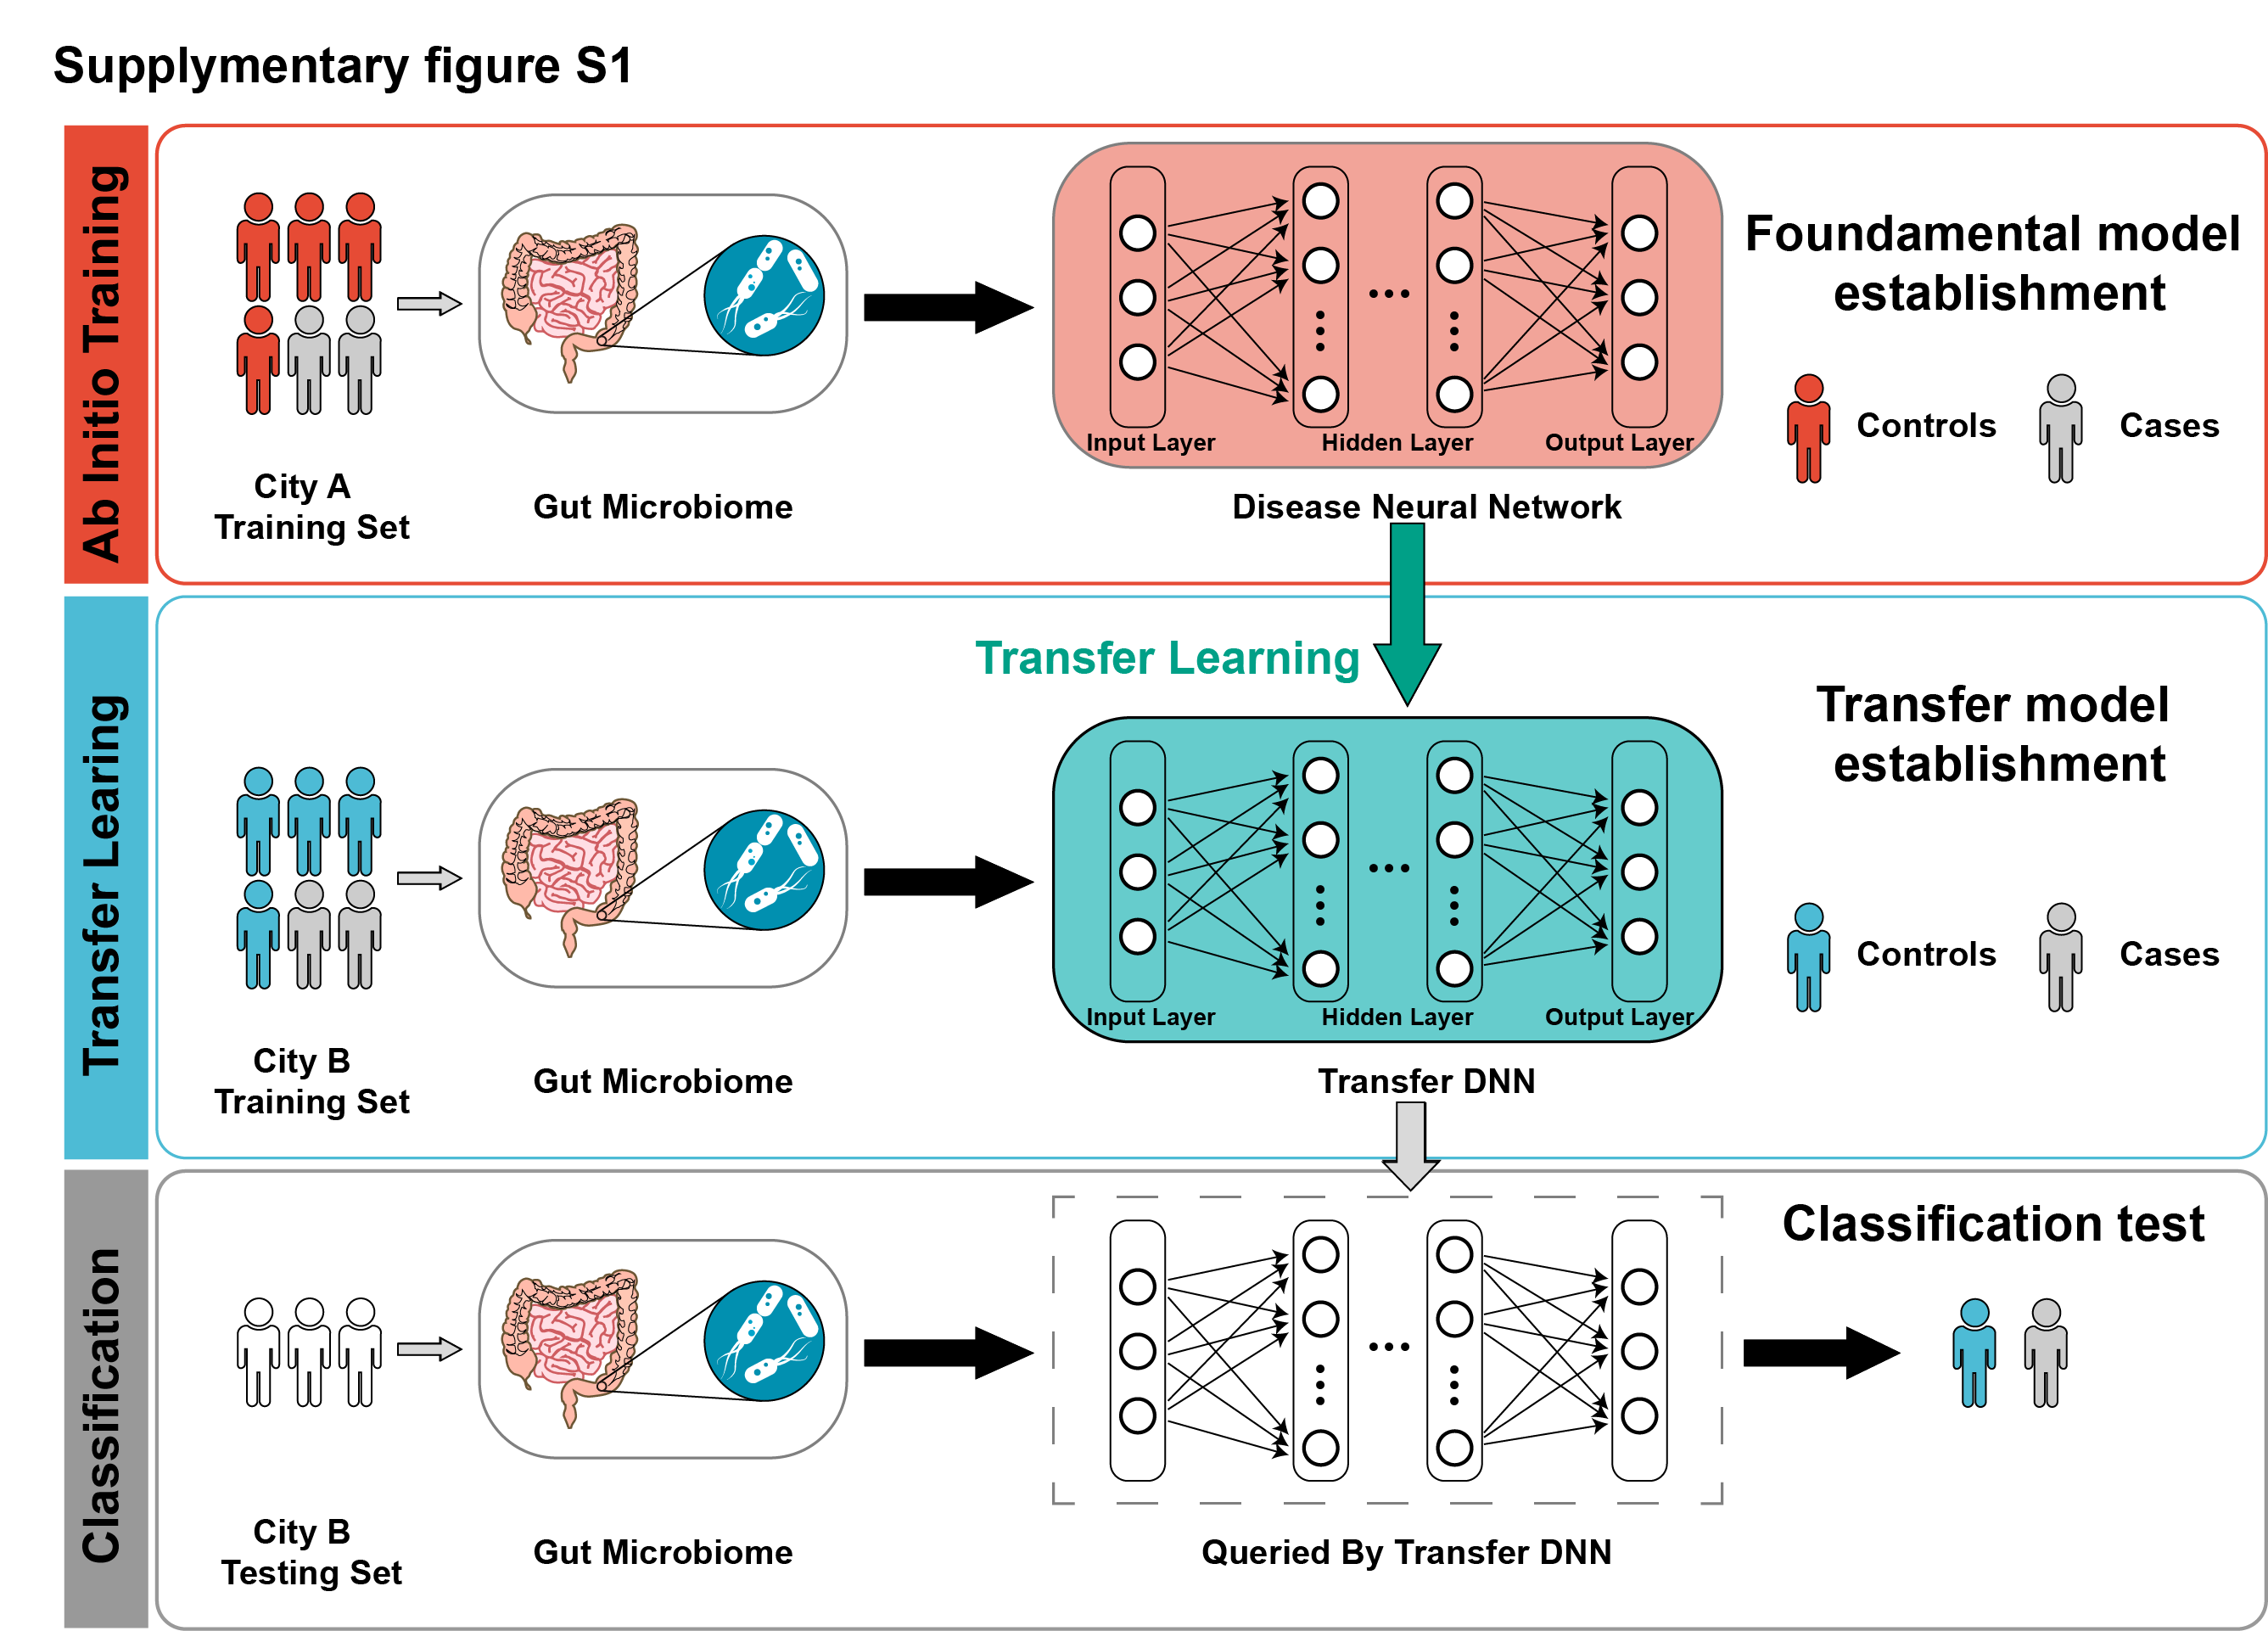 Supplymentary figure S1
Ab Initio Training
City A
Training Set
Gut Microbiome
Input Layer
Hidden Layer
Output Layer
Disease Neural Network
Foundamental model
establishment
Controls
Cases
Transfer Learing
Transfer Learning
City B
Training Set
Gut Microbiome
Input Layer
Hidden Layer
Output Layer
Transfer DNN
Transfer model
establishment
Controls
Cases
Classification
City B
Testing Set
Gut Microbiome
Queried By Transfer DNN
Classification test